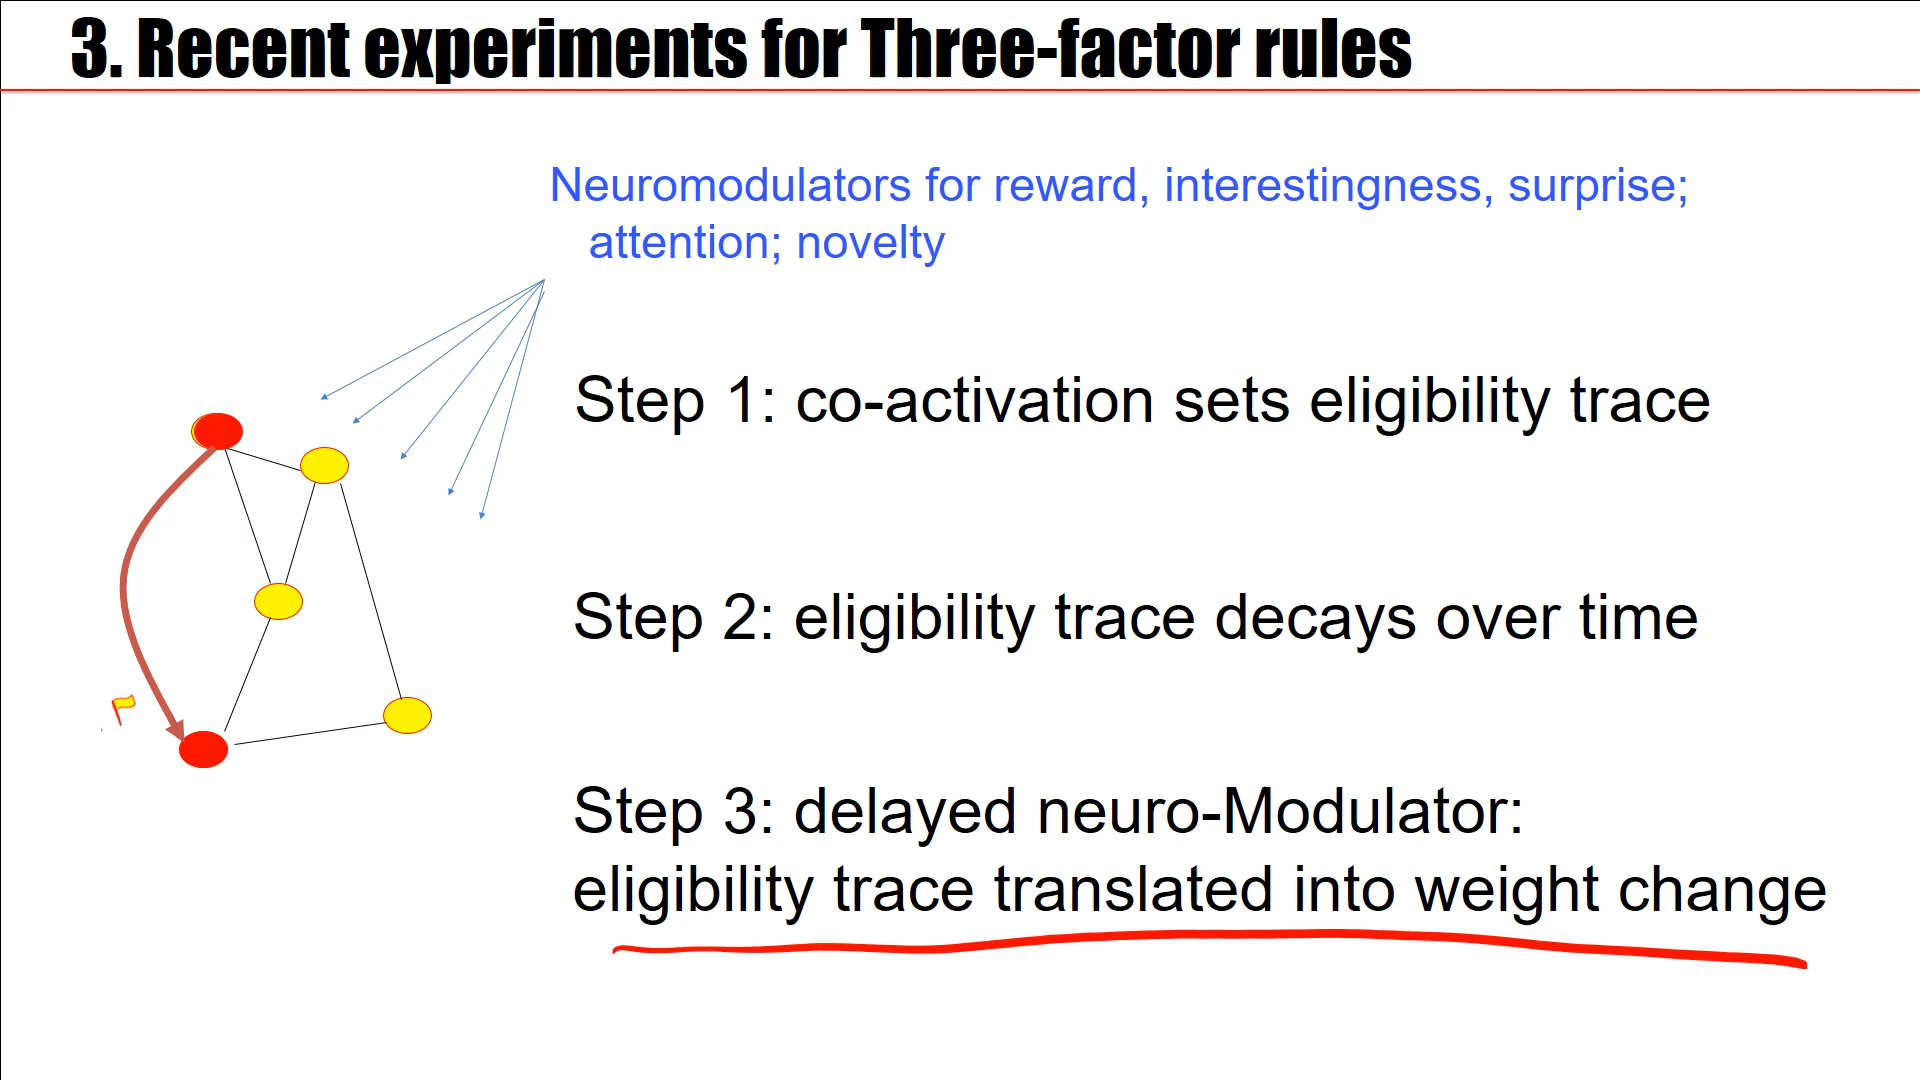 3. Recent experiments for Three-factor rules
Neuromodulators for reward, interestingness, surprise;
attention; novelty
Step 1: co-activation sets eligibility trace
Step 2: eligibility trace decays over time
Step 3: delayed neuro-Modulator:
eligibility trace translated into weight change